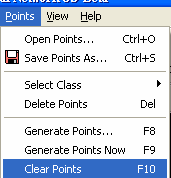 Points View Help
Open Points... Ctrl+O
Save Points As... Ctrl+S
Select Class
Delete Points Del
Generate Points... F8
Generate Points Now F9
Clear Points F10